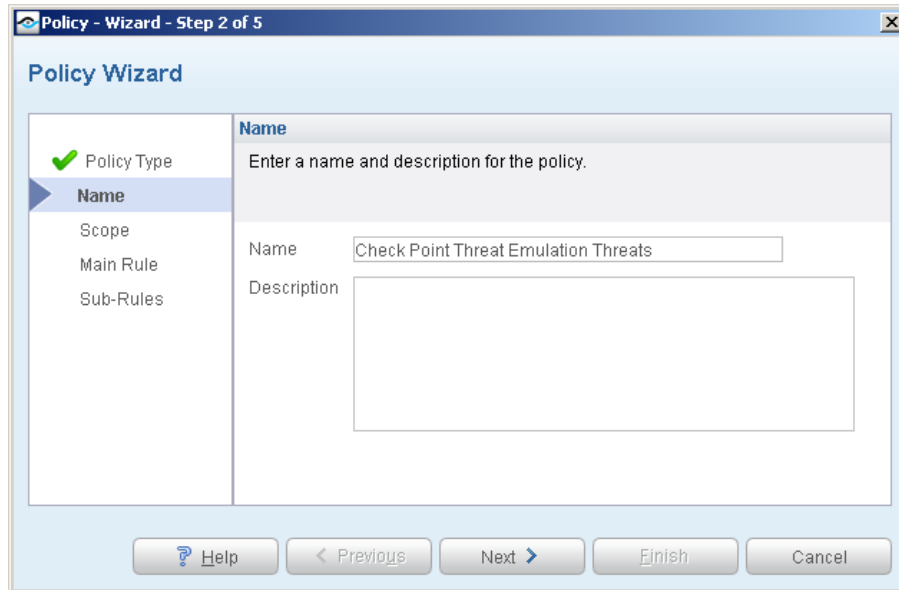 Policy - Wizard - Step 2 of 5
Policy Wizard
Policy Type
Name
Scope
Main Rule
Sub-Rules
Name
Enter a name and description for the policy.
Name
Check Point Threat Emulation Threats
Description
Help
Previous
Next
Finish
Cancel